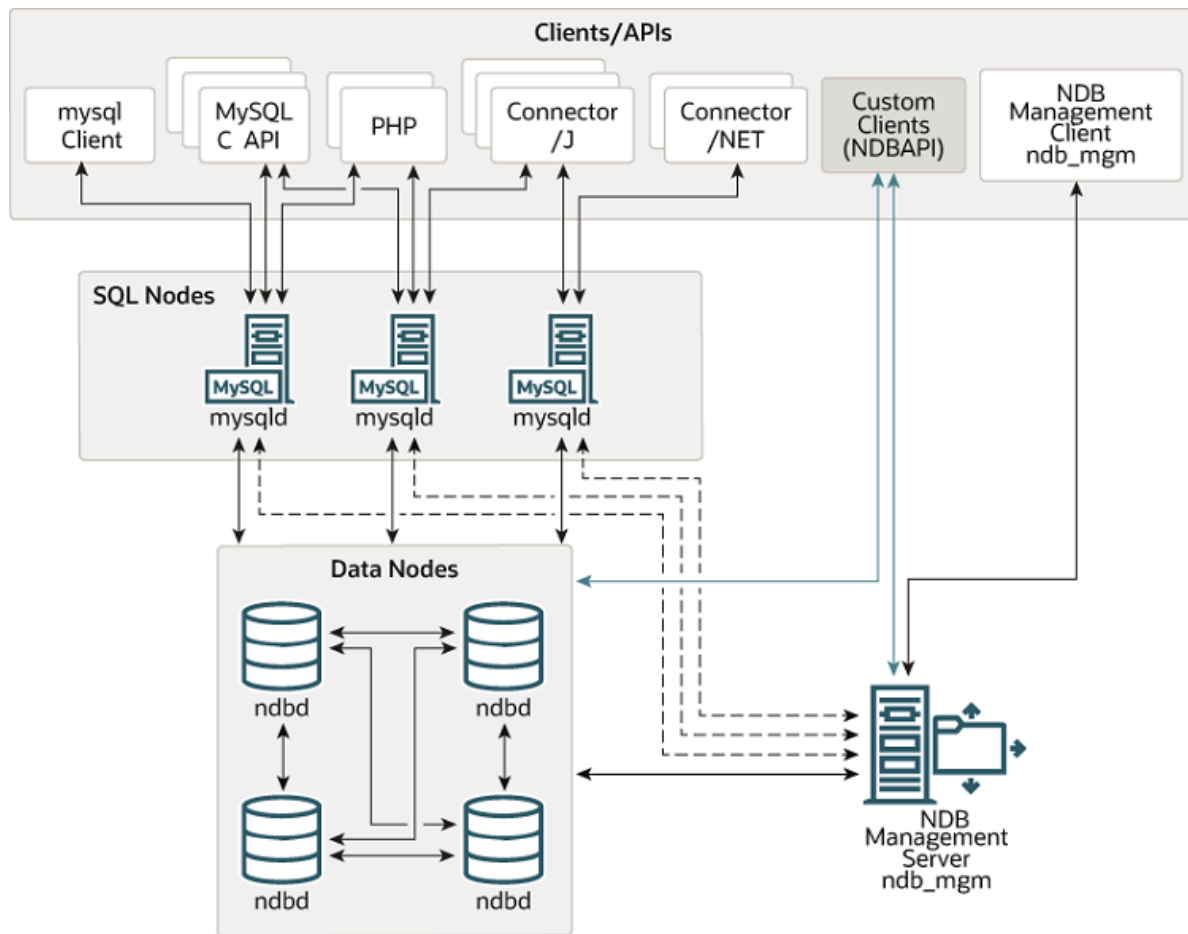 Clients/APIs
mysql
Client
MySQL
C API
PHP
Connector
/J
Connector
/NET
Custom
Clients
(NDBAPI)
NDB
Management
Client
ndb_mgm
SQL Nodes
MySQL
mysqld
MySQL
mysqld
MySQL
mysqld
Data Nodes
ndbd
ndbd
ndbd
ndbd
NDB
Management
Server
ndb_mgm